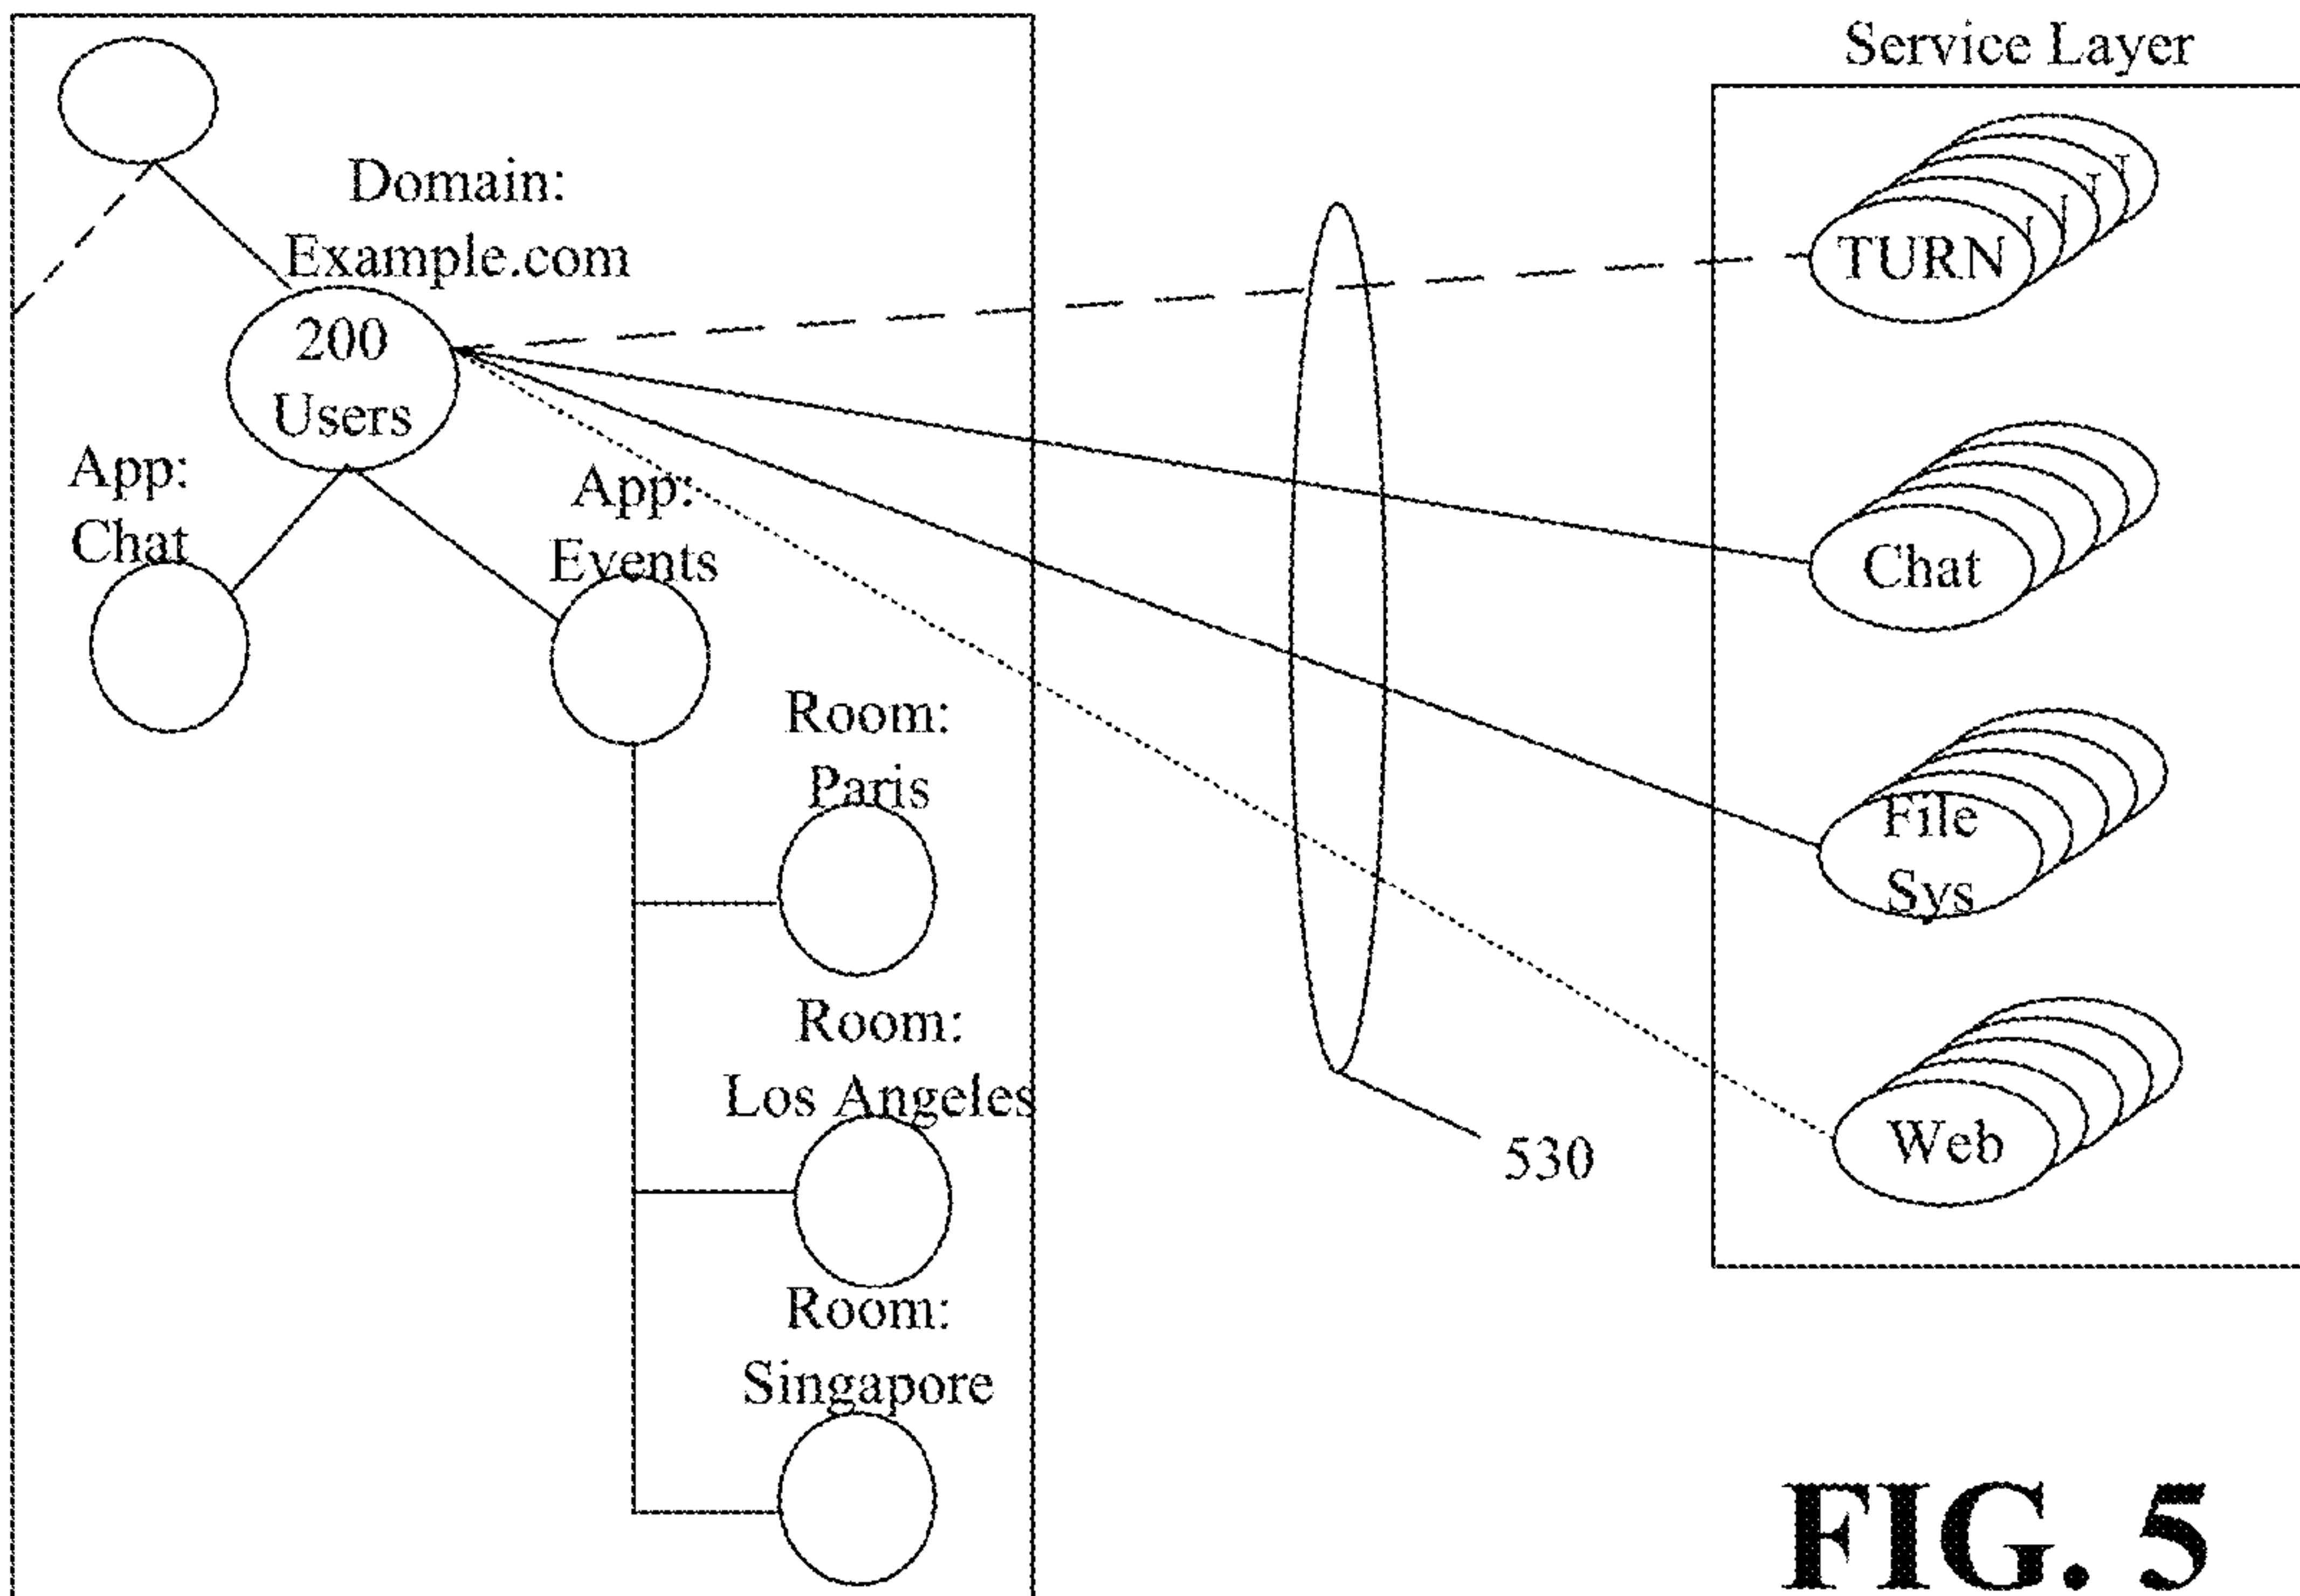 Service Layer
Domain:
Example.com
200
Users
App:
Chat
App:
Events
Room:
Paris
Room:
Los Angeles
Room:
Singapore
TURN
Chat
File
Sys
Web
530
FIG. 5